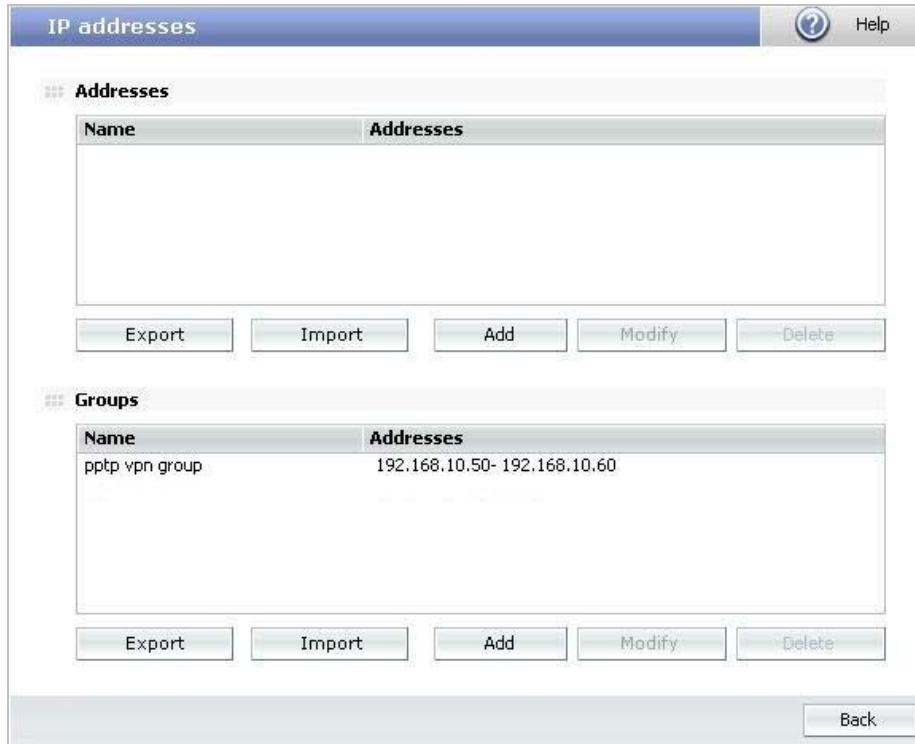 IP addresses
Help
Addresses
Name Addresses
Export Import Add Modify Delete
Groups
Name Addresses
pptp vpn group 192.168.10.50- 192.168.10.60
Export Import Add Modify Delete
Back